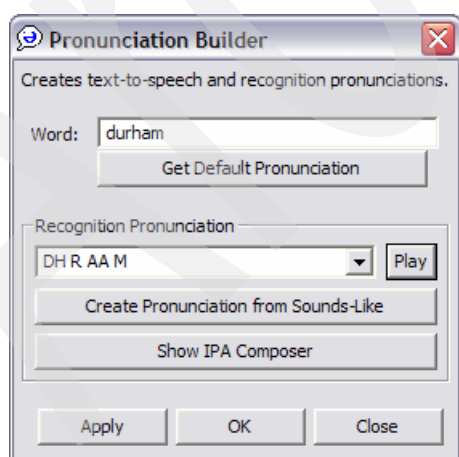 Pronunciation Builder
Creates text-to-speech and recognition pronunciations.
Word: durham
Get Default Pronunciation
Recognition Pronunciation
DH R AA M Play
Create Pronunciation from Sounds-Like
Show IPA Composer
Apply OK Close